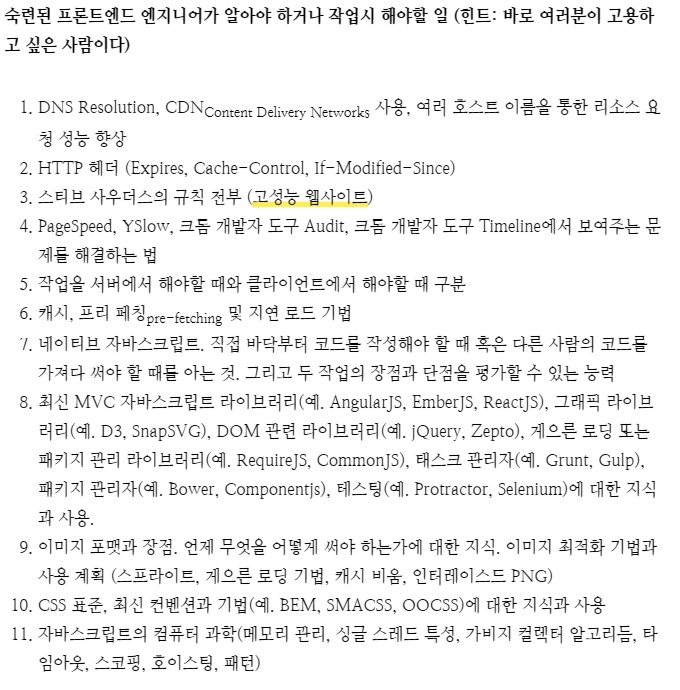 숙련된 프론트엔드 엔지니어가 알아야 하거나 작업시 해야할 일 (힌트: 바로 여러분이 고용하
고 싶은 사람이다)
1. DNS Resolution, CDN Content Delivery Networks 사용, 여러 호스트 이름을 통한 리소스 요
청 성능 향상
2. HTTP 헤더 (Expires, Cache-Control, If-Modified-Since)
3. 스티브 사우더스의 규칙 전부 (고성능 웹사이트)
4. PageSpeed, YSlow, 크롬 개발자 도구 Audit, 크롬 개발자 도구 Timeline에서 보여주는 문
제를 해결하는 법
5. 작업을 서버에서 해야할 때와 클라이언트에서 해야할 때 구분
6. 캐시, 프리 페칭pre-fetching 및 지연 로드 기법
7. 네이티브 자바스크립트. 직접 바닥부터 코드를 작성해야 할 때 혹은 다른 사람의 코드를
가져다 써야 할 때를 아는 것. 그리고 두 작업의 장점과 단점을 평가할 수 있는 능력
8. 최신 MVC 자바스크립트 라이브러리(예. AngularJS, EmberJS, ReactJS), 그래픽 라이브
러리(예. D3, SnapSVG), DOM 관련 라이브러리(예. jQuery, Zepto), 게으른 로딩 또는
패키지 관리 라이브러리(예. RequireJS, CommonJS), 태스크 관리자(예. Grunt, Gulp),
패키지 관리자(예. Bower, Componentjs), 테스팅(예. Protractor, Selenium)에 대한 지식
과 사용.
9. 이미지 포맷과 장점. 언제 무엇을 어떻게 써야 하는가에 대한 지식. 이미지 최적화 기법과
사용 계획 (스프라이트, 게으른 로딩 기법, 캐시 비움, 인터레이스드 PNG)
10. CSS 표준, 최신 컨벤션과 기법(예. BEM, SMACSS, OOCSS)에 대한 지식과 사용
11. 자바스크립트의 컴퓨터 과학(메모리 관리, 싱글 스레드 특성, 가비지 컬렉터 알고리듬, 타
임아웃, 스코핑, 호이스팅, 패턴)